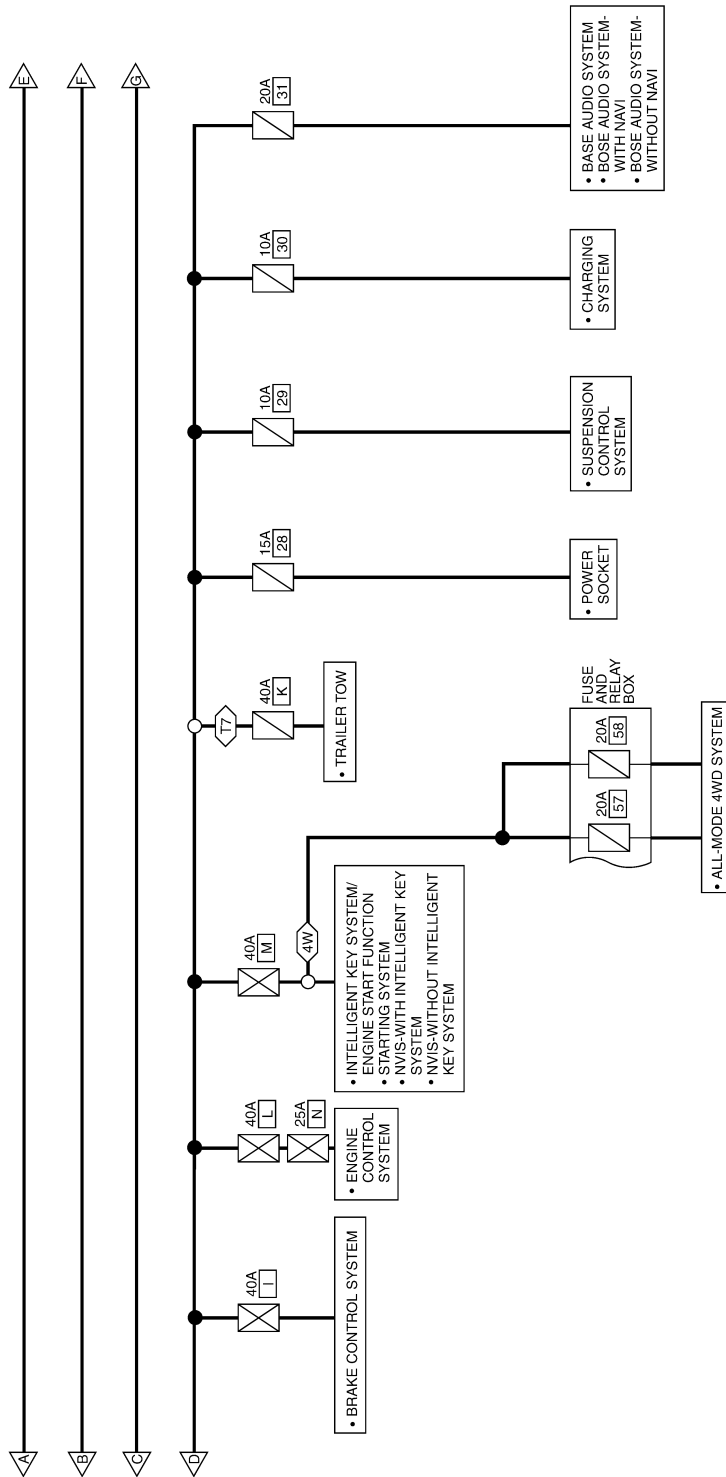 A
E
B
F
C
G
D
40A
I
• BRAKE CONTROL SYSTEM
40A
L
25A
N
• ENGINE
CONTROL
SYSTEM
40A
M
4W
• INTELLIGENT KEY SYSTEM/
ENGINE START FUNCTION
• STARTING SYSTEM
• NVIS-WITH INTELLIGENT KEY
SYSTEM
• NVIS-WITHOUT INTELLIGENT
KEY SYSTEM
20A
57
20A
58
FUSE
AND
RELAY
BOX
• ALL-MODE 4WD SYSTEM
T7
40A
K
• TRAILER TOW
15A
28
• POWER
SOCKET
10A
29
• SUSPENSION
CONTROL
SYSTEM
10A
30
• CHARGING
SYSTEM
20A
31
• BASE AUDIO SYSTEM
• BOSE AUDIO SYSTEM-
WITH NAVI
• BOSE AUDIO SYSTEM-
WITHOUT NAVI